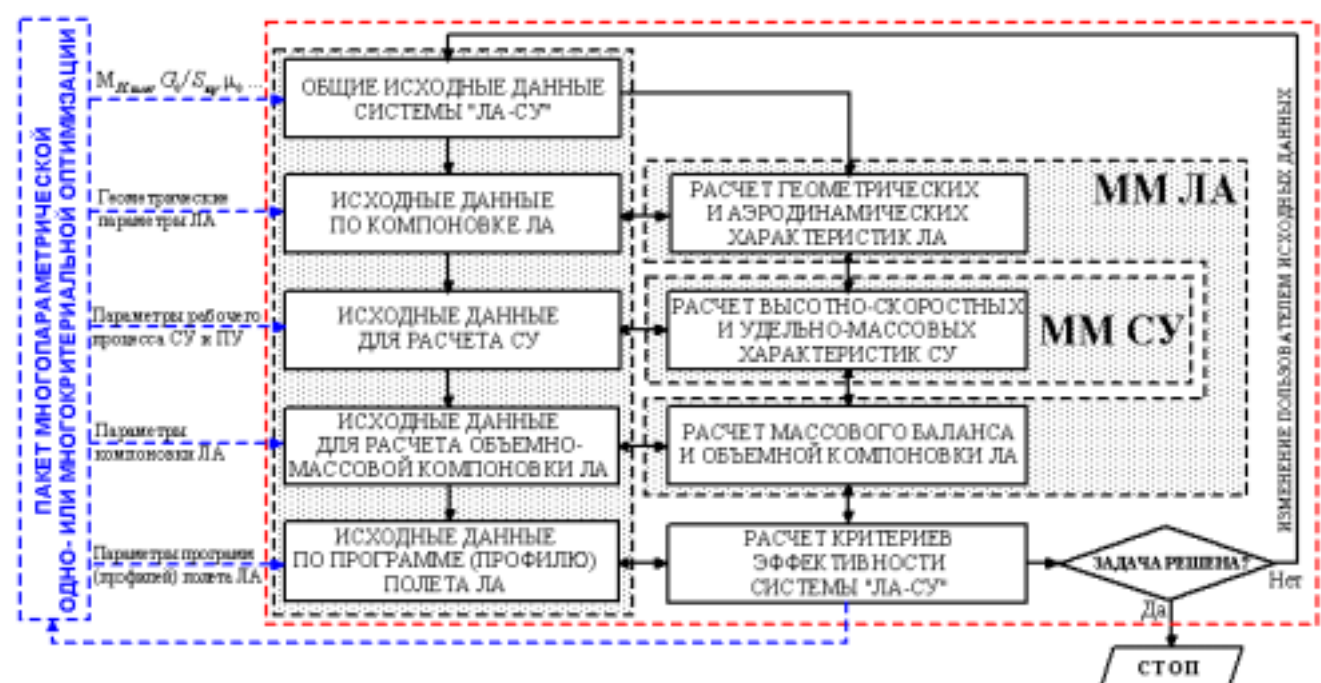 ПАКЕТ МНОГОПАРАМЕТРИЧЕСКОЙ
ОДНО- ИЛИ МНОГОКРИТЕРИАЛЬНОЙ ОПТИМИЗАЦИИ
ОБЩИЕ ИСХОДНЫЕ ДАННЫЕ
СИСТЕМЫ "ЛА-СУ"
Геометрические
параметры ЛА
ИСХОДНЫЕ ДАННЫЕ
ПО КОМПОНОВКЕ ЛА
РАСЧЕТ ГЕОМЕТРИЧЕСКИХ
И АЭРОДИНАМИЧЕСКИХ
ХАРАКТЕРИСТИК ЛА
ММ ЛА
Параметры рабочего
процесса СУ и ПУ
ИСХОДНЫЕ ДАННЫЕ
ДЛЯ РАСЧЕТА СУ
РАСЧЕТ ВЫСОТНО-СКОРОСТНЫХ
И УДЕЛЬНО-МАССОВЫХ
ХАРАКТЕРИСТИК СУ
ММ СУ
Параметры
компоновки ЛА
ИСХОДНЫЕ ДАННЫЕ
ДЛЯ РАСЧЕТА ОБЪЕМНО-
МАССОВОЙ КОМПОНОВКИ ЛА
РАСЧЕТ МАССОВОГО БАЛАНСА
И ОБЪЕМНОЙ КОМПОНОВКИ ЛА
Параметры програм
(профилей) полета ЛА
ИСХОДНЫЕ ДАННЫЕ
ПО ПРОГРАММЕ (ПРОФИЛЮ)
ПОЛЕТА ЛА
РАСЧЕТ КРИТЕРИЕВ
ЭФФЕКТИВНОСТИ
СИСТЕМЫ "ЛА-СУ"
ЗАДАЧА РЕШЕНА?
Нет
Да
СТОП
ИЗМЕНЕНИЕ ПОЛЬЗОВАТЕЛЕМ ИСХОДНЫХ ДАННЫХ